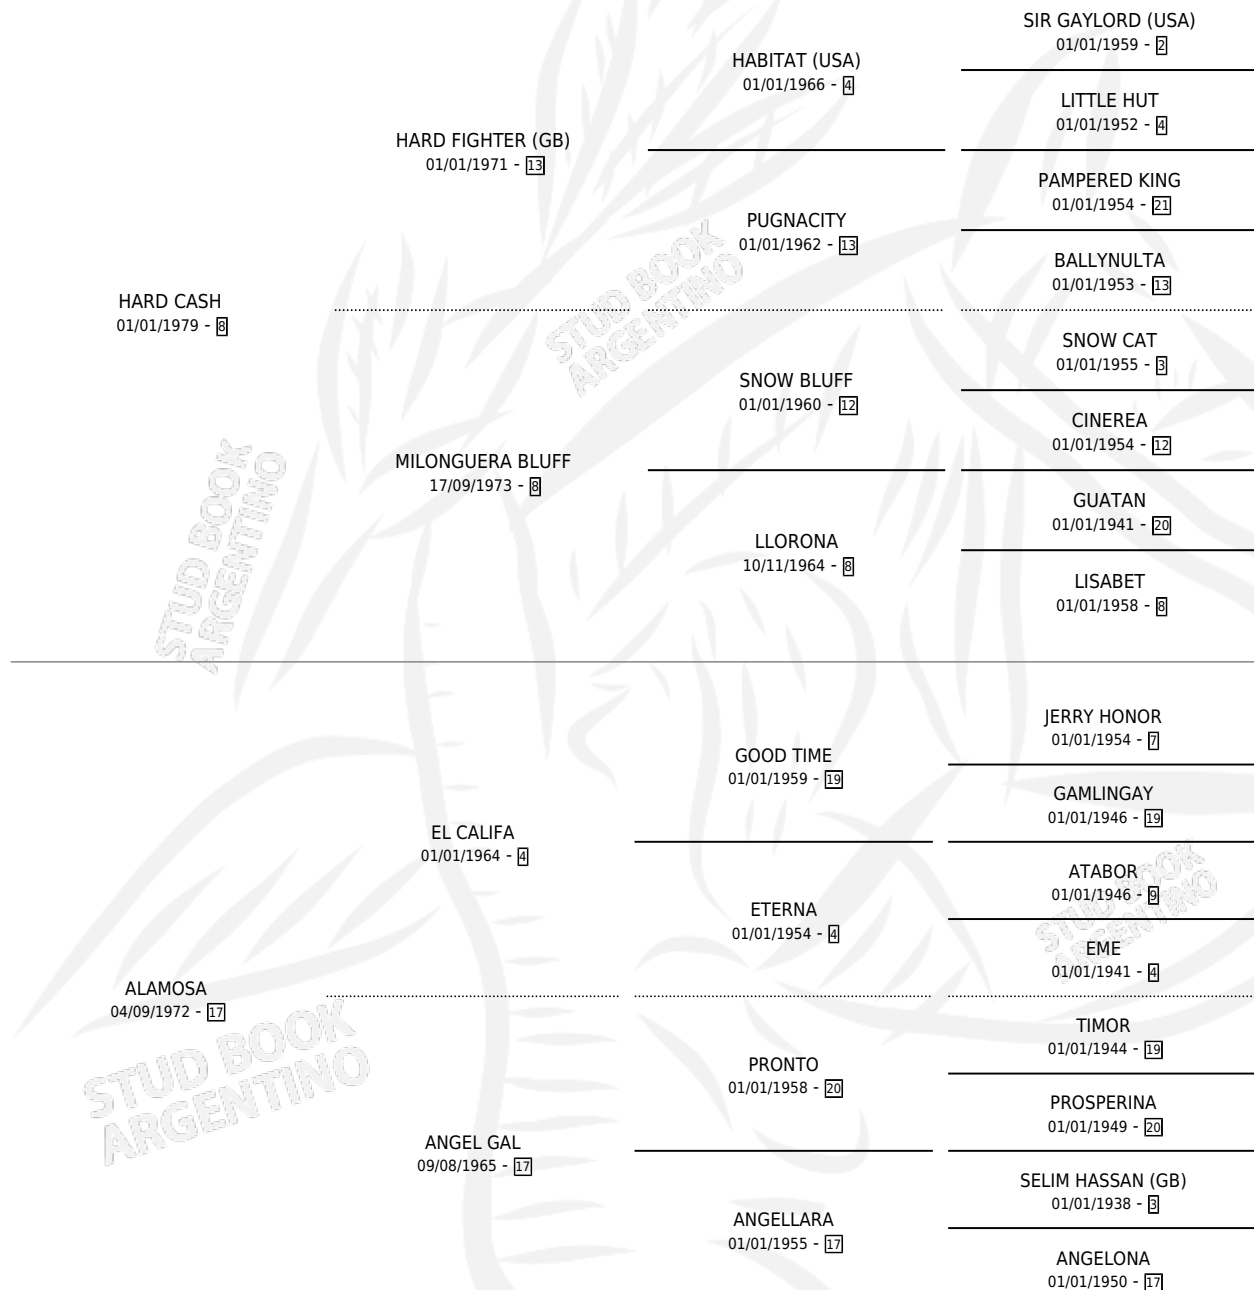 SIR GAYLORD (USA)
01/01/1959 - 2
HABITAT (USA)
01/01/1966 - 4
LITTLE HUT
01/01/1952 - 4
HARD FIGHTER (GB)
01/01/1971 - 13
PAMPERED KING
01/01/1954 - 21
PUGNACITY
01/01/1962 - 13
BALLYNULTA
01/01/1953 - 13
HARD CASH
01/01/1979 - 8
SNOW CAT
01/01/1955 - 3
SNOW BLUFF
01/01/1960 - 12
CINEREA
01/01/1954 - 12
MILONGUERA BLUFF
17/09/1973 - 8
GUATAN
01/01/1941 - 20
LLORONA
10/11/1964 - 8
LISABET
01/01/1958 - 8
JERRY HONOR
01/01/1954 - 7
GOOD TIME
01/01/1959 - 19
GAMLINGAY
01/01/1946 - 19
EL CALIFA
01/01/1964 - 4
ATABOR
01/01/1946 - 9
ETERNA
01/01/1954 - 4
EME
01/01/1941 - 4
ALAMOSA
04/09/1972 - 17
TIMOR
01/01/1944 - 19
PRONTO
01/01/1958 - 20
PROSPERINA
01/01/1949 - 20
ANGEL GAL
09/08/1965 - 17
SELIM HASSAN (GB)
01/01/1938 - 3
ANGELLARA
01/01/1955 - 17
ANGELONA
01/01/1950 - 17
STUD BOOK
ARGENTINO
STUD BOOK
ARGENTINO
STUD BOOK
ARGENTINO
STUD BOOK
ARGENTINO